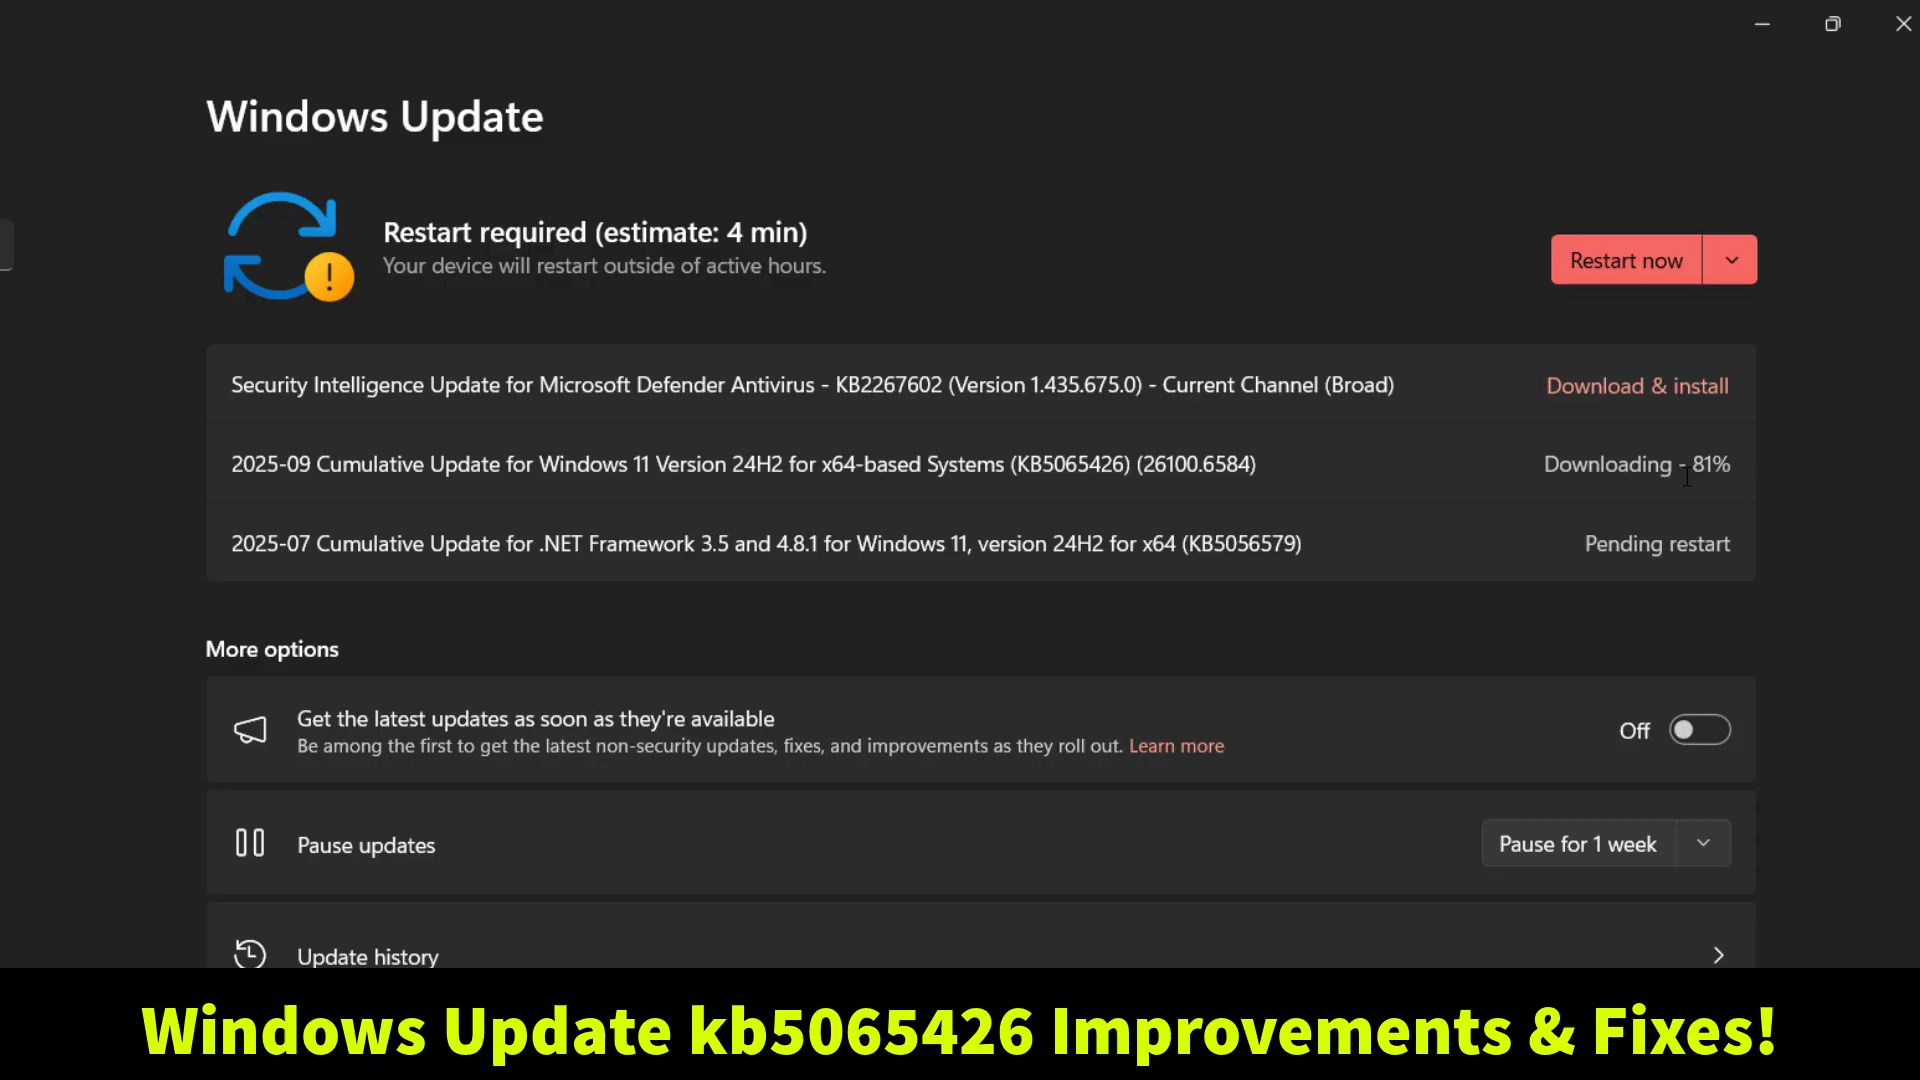 Windows Update
Restart required (estimate: 4 min)
Your device will restart outside of active hours.
Restart now
Security Intelligence Update for Microsoft Defender Antivirus - KB2267602 (Version 1.435.675.0) - Current Channel (Broad)
Download & install
2025-09 Cumulative Update for Windows 11 Version 24H2 for x64-based Systems (KB5065426) (26100.6584)
Downloading - 81%
2025-07 Cumulative Update for .NET Framework 3.5 and 4.8.1 for Windows 11, version 24H2 for x64 (KB5056579)
Pending restart
More options
Get the latest updates as soon as they're available
Be among the first to get the latest non-security updates, fixes, and improvements as they roll out. Learn more
Off
Pause updates
Pause for 1 week
Update history
Windows Update kb5065426 Improvements & Fixes!